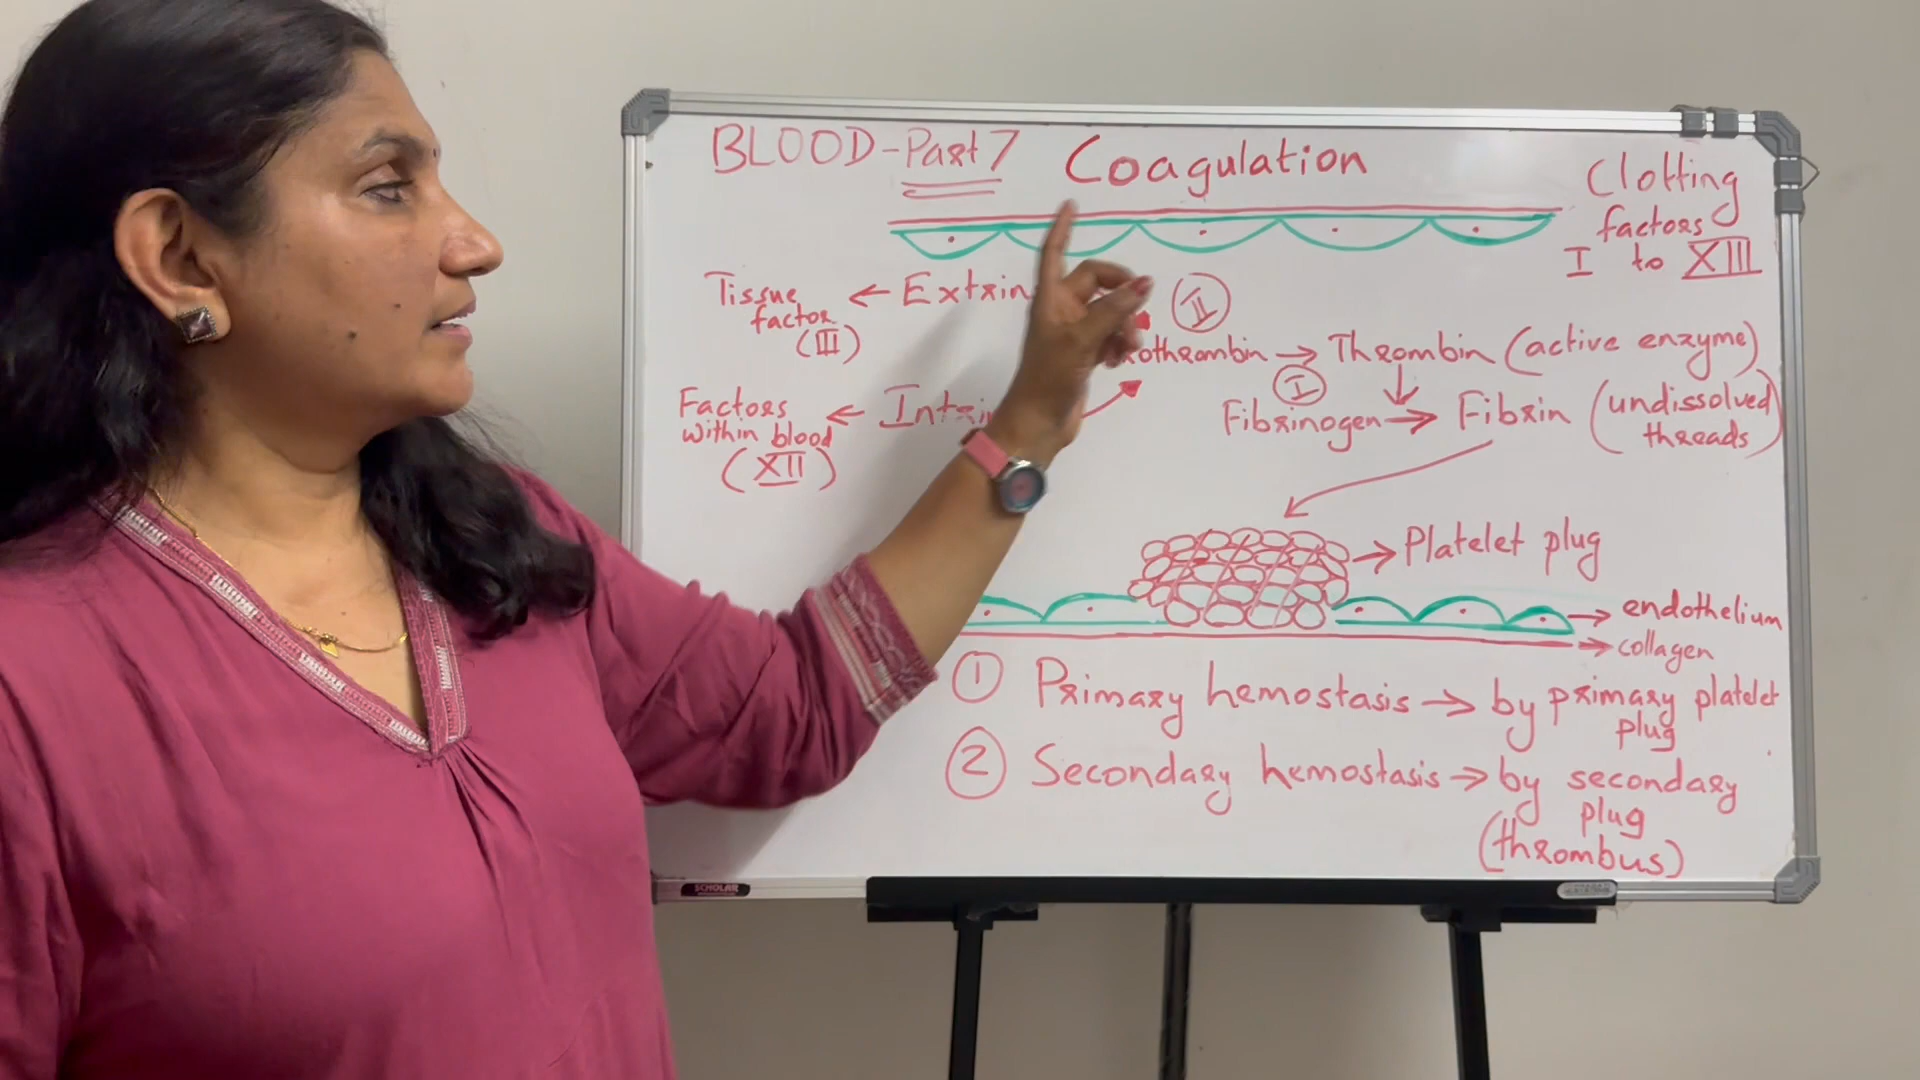 BLOOD-Part 7 Coagulation
Clotting
factors
I to XIII
Tissue ← Extrin
factor
(III)
II
othrombin → Thrombin (active enzyme)
Factors ← Intrin
within blood
(XII)
I
Fibrinogen → Fibrin (undissolved
threads)
→ Platelet plug
→ endothelium
→ collagen
① Primary hemostasis → by primary platelet
plug
② Secondary hemostasis → by secondary
plug
(thrombus)
SCHOLAR